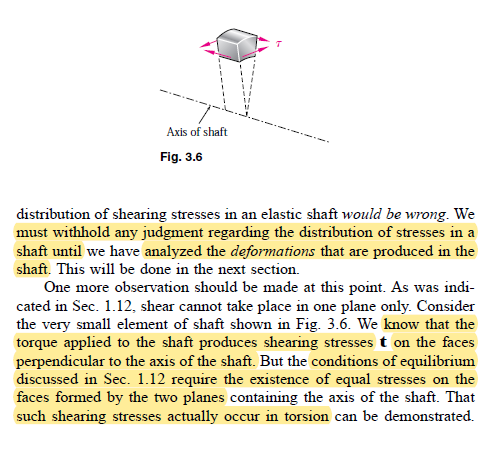 τ
Axis of shaft
Fig. 3.6
distribution of shearing stresses in an elastic shaft would be wrong. We
must withhold any judgment regarding the distribution of stresses in a
shaft until we have analyzed the deformations that are produced in the
shaft. This will be done in the next section.
One more observation should be made at this point. As was indi-
cated in Sec. 1.12, shear cannot take place in one plane only. Consider
the very small element of shaft shown in Fig. 3.6. We know that the
torque applied to the shaft produces shearing stresses t on the faces
perpendicular to the axis of the shaft. But the conditions of equilibrium
discussed in Sec. 1.12 require the existence of equal stresses on the
faces formed by the two planes containing the axis of the shaft. That
such shearing stresses actually occur in torsion can be demonstrated.